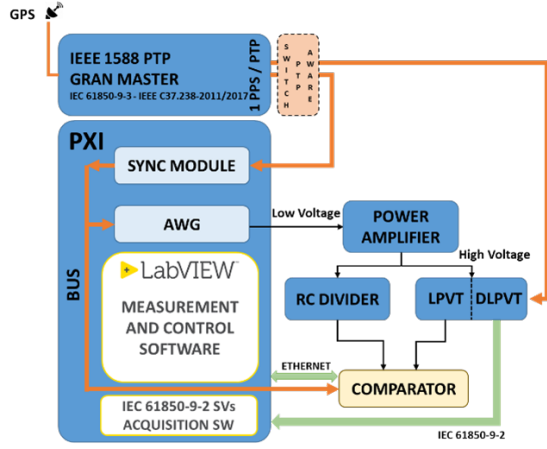 GPS
IEEE 1588 PTP
GRAN MASTER
IEC 61850-9-3 - IEEE C37.238-2011/2017
1 PPS / PTP
SWITCH
PTP
AWARE
PXI
SYNC MODULE
AWG
Low Voltage
POWER
AMPLIFIER
High Voltage
BUS
LabVIEW™
MEASUREMENT
AND CONTROL
SOFTWARE
RC DIVIDER
LPVT
DLPVT
ETHERNET
COMPARATOR
IEC 61850-9-2 SVs
ACQUISITION SW
IEC 61850-9-2